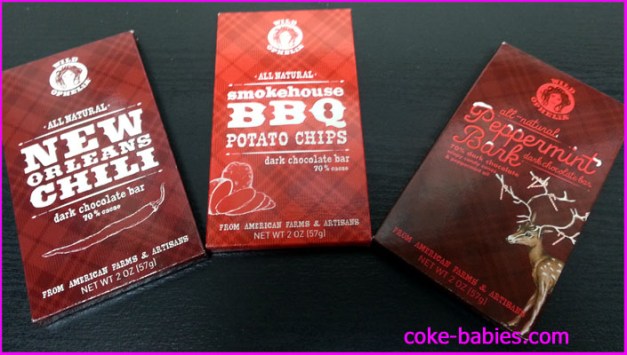 WILD
OPHELIA
·ALL NATURAL·
NEW
ORLEANS
CHILI
dark chocolate bar
70% cacao
FROM AMERICAN FARMS & ARTISANS
NET WT 2 OZ (57g)
WILD
OPHELIA
·ALL NATURAL·
smokehouse
BBQ
POTATO CHIPS
dark chocolate bar
70% cacao
FROM AMERICAN FARMS & ARTISANS
NET WT 2 OZ (57g)
WILD
OPHELIA
all natural
Peppermint
Bark
dark chocolate bar
70% dark chocolate
FROM AMERICAN FARMS & ARTISANS
NET WT 2 OZ (57g)
coke-babies.com